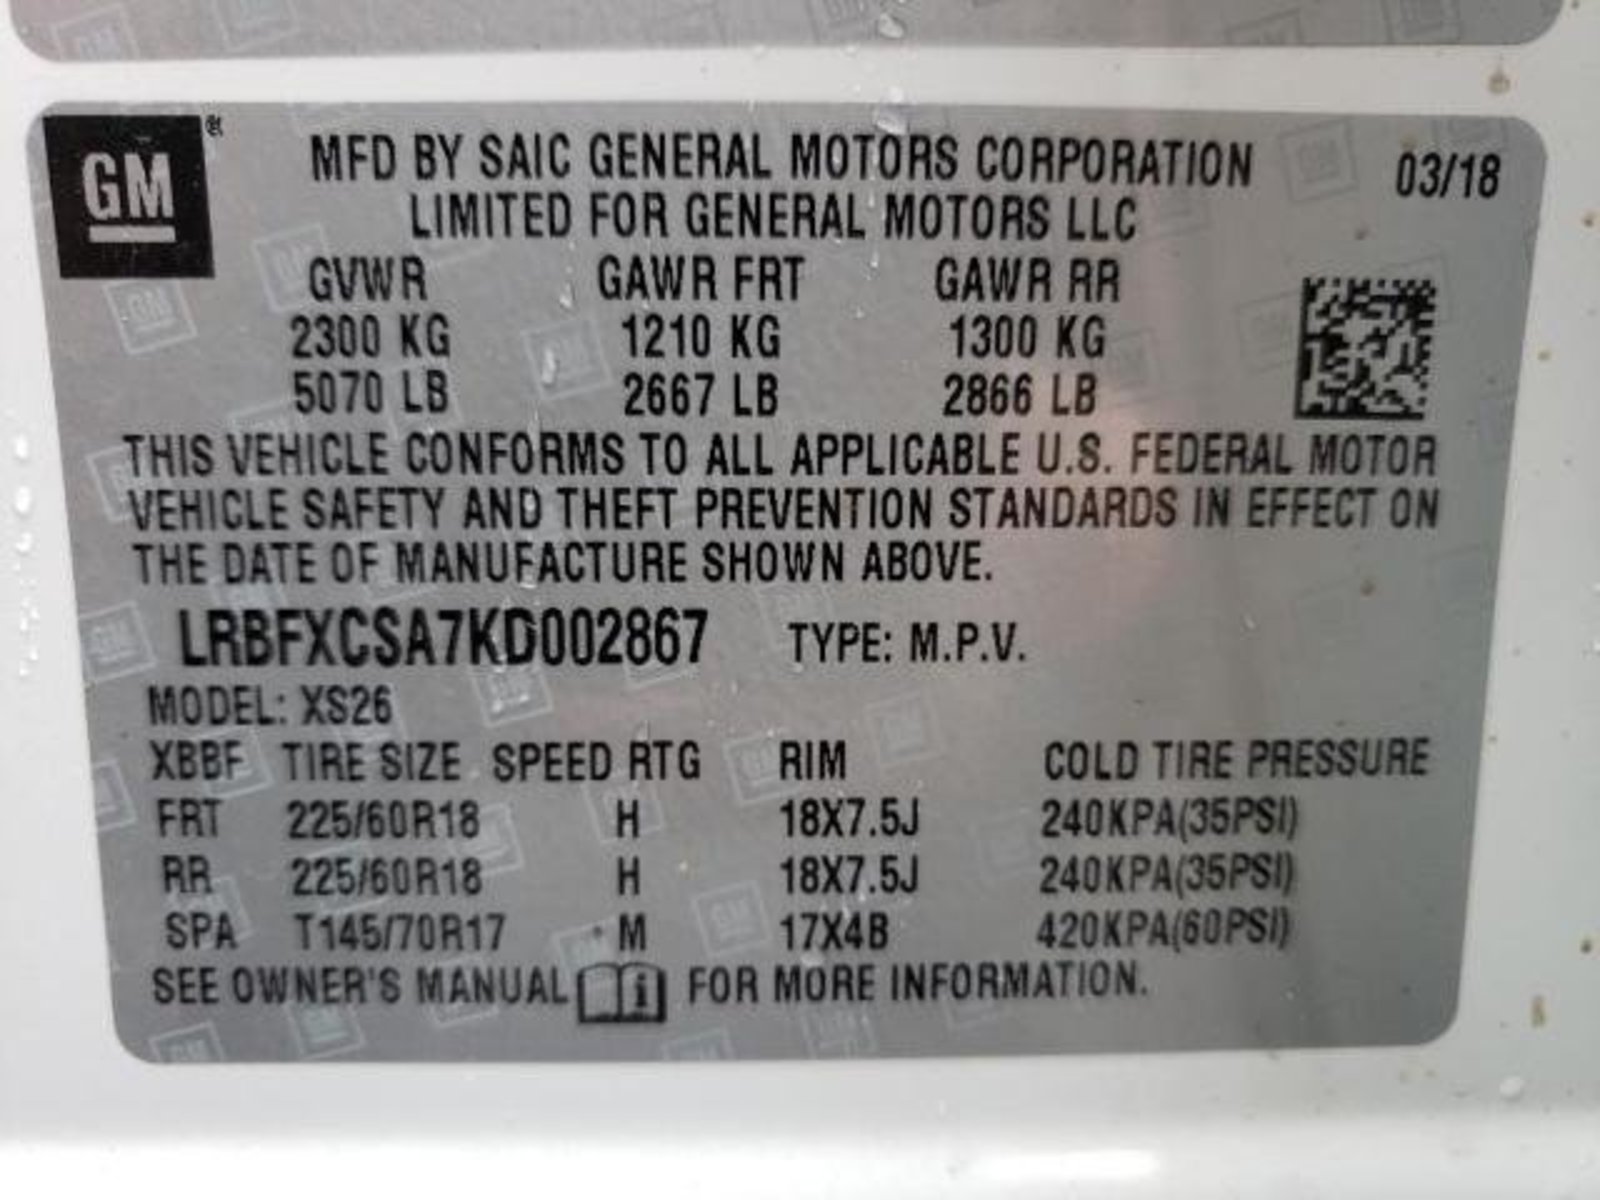 GM
MFD BY SAIC GENERAL MOTORS CORPORATION 03/18
LIMITED FOR GENERAL MOTORS LLC
GVWR GAWR FRT GAWR RR
2300 KG 1210 KG 1300 KG
5070 LB 2667 LB 2866 LB
THIS VEHICLE CONFORMS TO ALL APPLICABLE U.S. FEDERAL MOTOR
VEHICLE SAFETY AND THEFT PREVENTION STANDARDS IN EFFECT ON
THE DATE OF MANUFACTURE SHOWN ABOVE.
LRBFXCSA7KD002867 TYPE: M.P.V.
MODEL: XS26
XBBF TIRE SIZE SPEED RTG RIM COLD TIRE PRESSURE
FRT 225/60R18 H 18X7.5J 240KPA(35PSI)
RR 225/60R18 H 18X7.5J 240KPA(35PSI)
SPA T145/70R17 M 17X4B 420KPA(60PSI)
SEE OWNER'S MANUAL i FOR MORE INFORMATION.